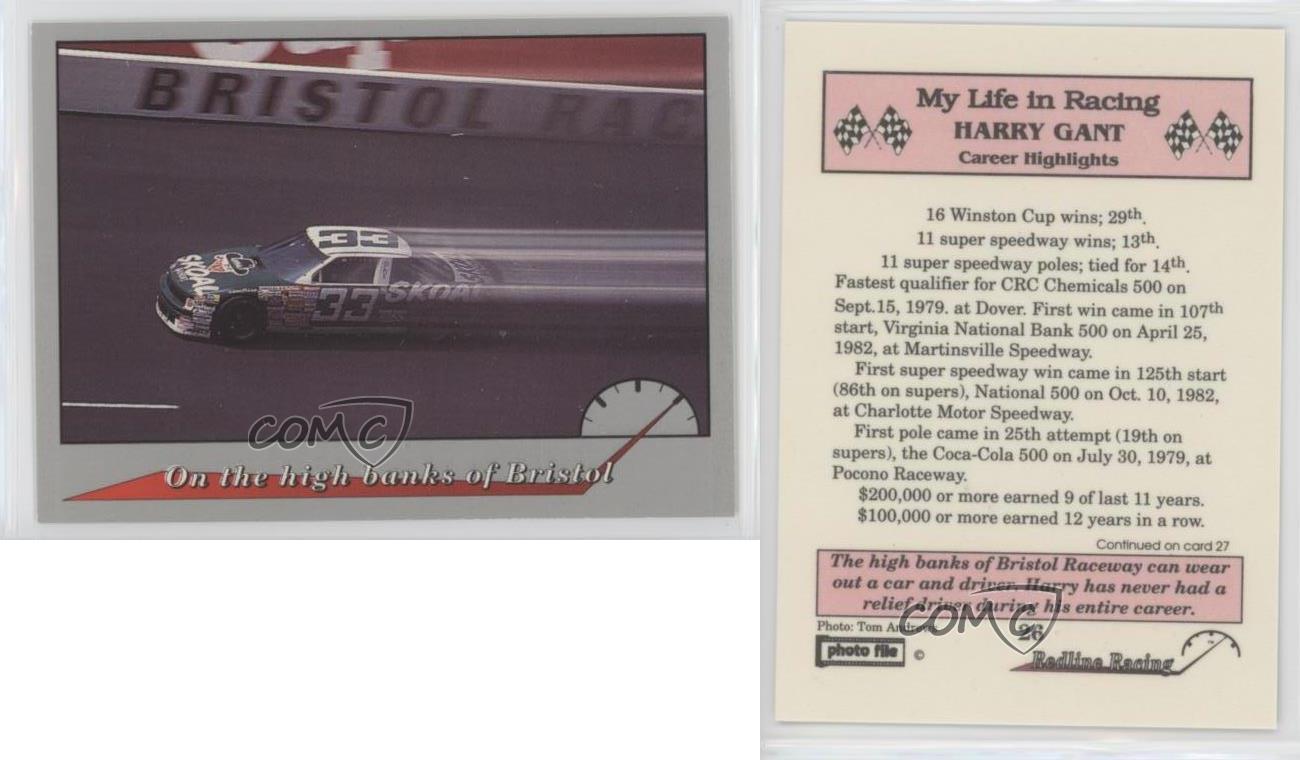 BRISTOL RAC
33
SKOAL
33
SKOAL
COMC
On the high banks of Bristol
My Life in Racing
HARRY GANT
Career Highlights
16 Winston Cup wins; 29th.
11 super speedway wins; 13th.
11 super speedway poles; tied for 14th.
Fastest qualifier for CRC Chemicals 500 on
Sept.15, 1979. at Dover. First win came in 107th
start, Virginia National Bank 500 on April 25,
1982, at Martinsville Speedway.
First super speedway win came in 125th start
(86th on supers), National 500 on Oct. 10, 1982,
at Charlotte Motor Speedway.
First pole came in 25th attempt (19th on
supers), the Coca-Cola 500 on July 30, 1979, at
Pocono Raceway.
$200,000 or more earned 9 of last 11 years.
$100,000 or more earned 12 years in a row.
Continued on card 27
The high banks of Bristol Raceway can wear
out a car and driver. Harry has never had a
relief driver during his entire career.
COMC
Photo: Tom Andrews
26
photo file ©
Redline Racing